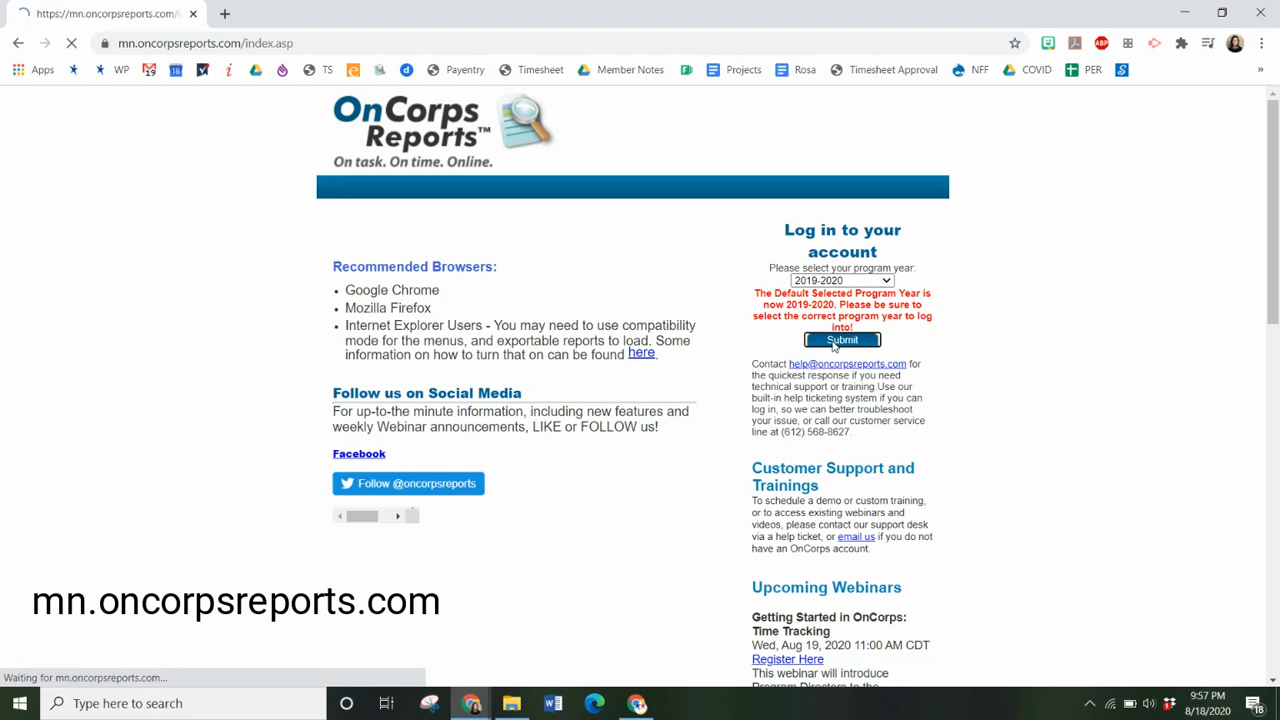 https://mn.oncorpsreports.com/
mn.oncorpsreports.com/index.asp
Apps WP TS Payentry Timesheet Member Notes Projects Rosa Timesheet Approval NFF COVID PER
OnCorps
Reports™
On task. On time. Online.
Log in to your
account
Please select your program year:
2019-2020
The Default Selected Program Year is
now 2019-2020. Please be sure to
select the correct program year to log
into!
Submit
Contact help@oncorpsreports.com for
the quickest response if you need
technical support or training.Use our
built-in help ticketing system if you can
log in, so we can better troubleshoot
your issue, or call our customer service
line at (612) 568-8627.
Recommended Browsers:
Google Chrome
Mozilla Firefox
Internet Explorer Users - You may need to use compatibility
mode for the menus, and exportable reports to load. Some
information on how to turn that on can be found here.
Follow us on Social Media
For up-to-the minute information, including new features and
weekly Webinar announcements, LIKE or FOLLOW us!
Facebook
Follow @oncorpsreports
Customer Support and
Trainings
To schedule a demo or custom training,
or to access existing webinars and
videos, please contact our support desk
via a help ticket, or email us if you do not
have an OnCorps account.
Upcoming Webinars
Getting Started in OnCorps:
Time Tracking
Wed, Aug 19, 2020 11:00 AM CDT
Register Here
This webinar will introduce
Program Directors to the
mn.oncorpsreports.com
Waiting for mn.oncorpsreports.com...
Type here to search
9:57 PM
8/18/2020
18